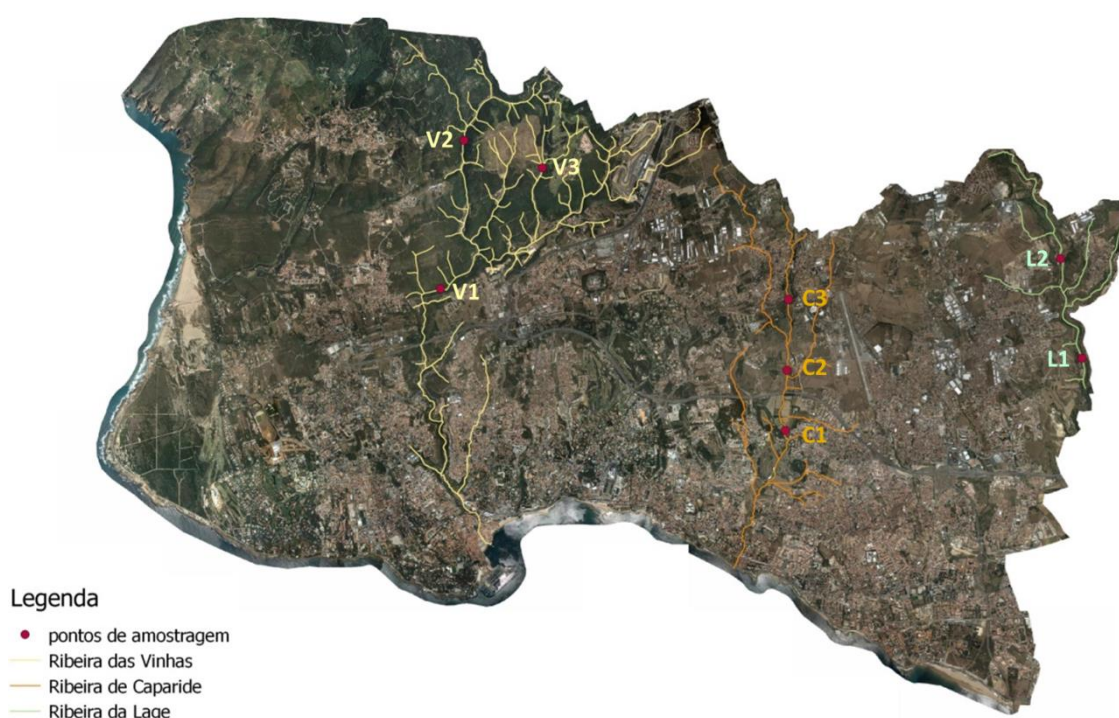 V2
V3
V1
C3
C2
C1
L2
L1
Legenda
pontos de amostragem
Ribeira das Vinhas
Ribeira de Caparide
Ribeira da Lage